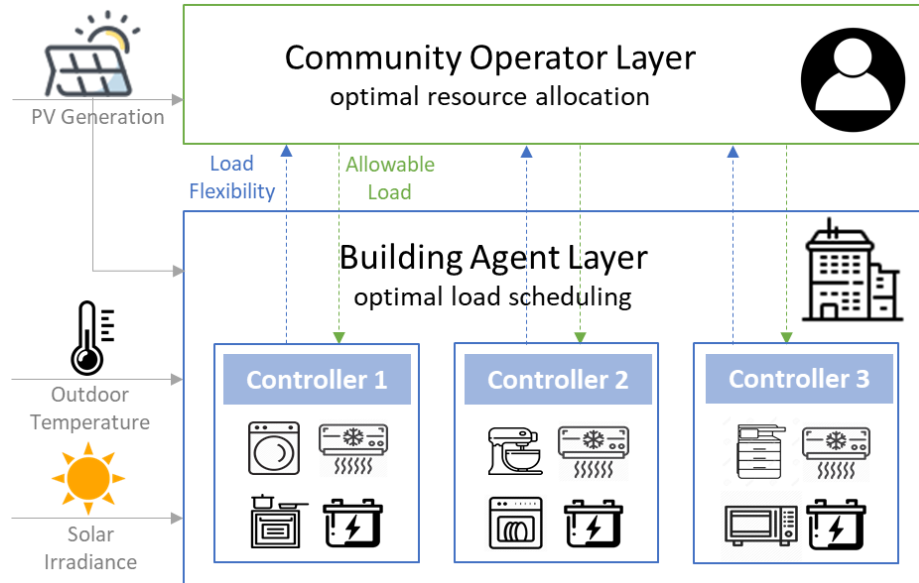 Community Operator Layer
optimal resource allocation
PV Generation
Load
Flexibility
Allowable
Load
Building Agent Layer
optimal load scheduling
Outdoor
Temperature
Solar
Irradiance
Controller 1
Controller 2
Controller 3